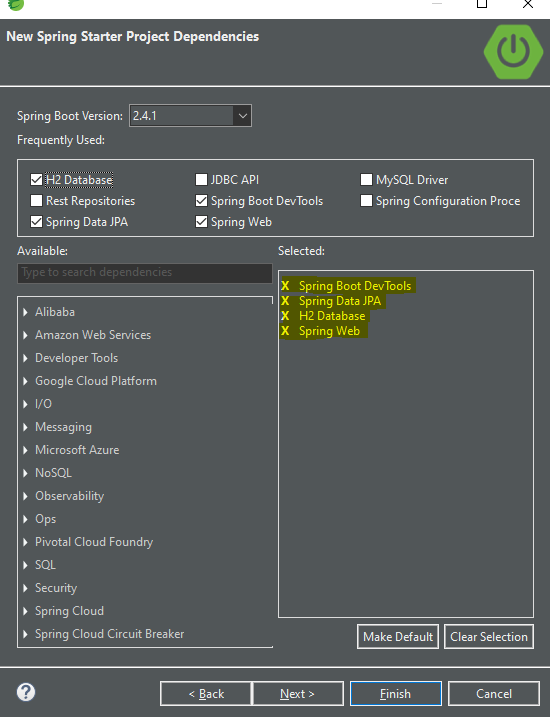 New Spring Starter Project Dependencies
Spring Boot Version: 2.4.1
Frequently Used:
H2 Database JDBC API MySQL Driver
Rest Repositories Spring Boot DevTools Spring Configuration Proce
Spring Data JPA Spring Web
Available: Selected:
Type to search dependencies
X Spring Boot DevTools
X Spring Data JPA
X H2 Database
X Spring Web
Alibaba
Amazon Web Services
Developer Tools
Google Cloud Platform
I/O
Messaging
Microsoft Azure
NoSQL
Observability
Ops
Pivotal Cloud Foundry
SQL
Security
Spring Cloud
Spring Cloud Circuit Breaker
Make Default Clear Selection
? < Back Next > Finish Cancel